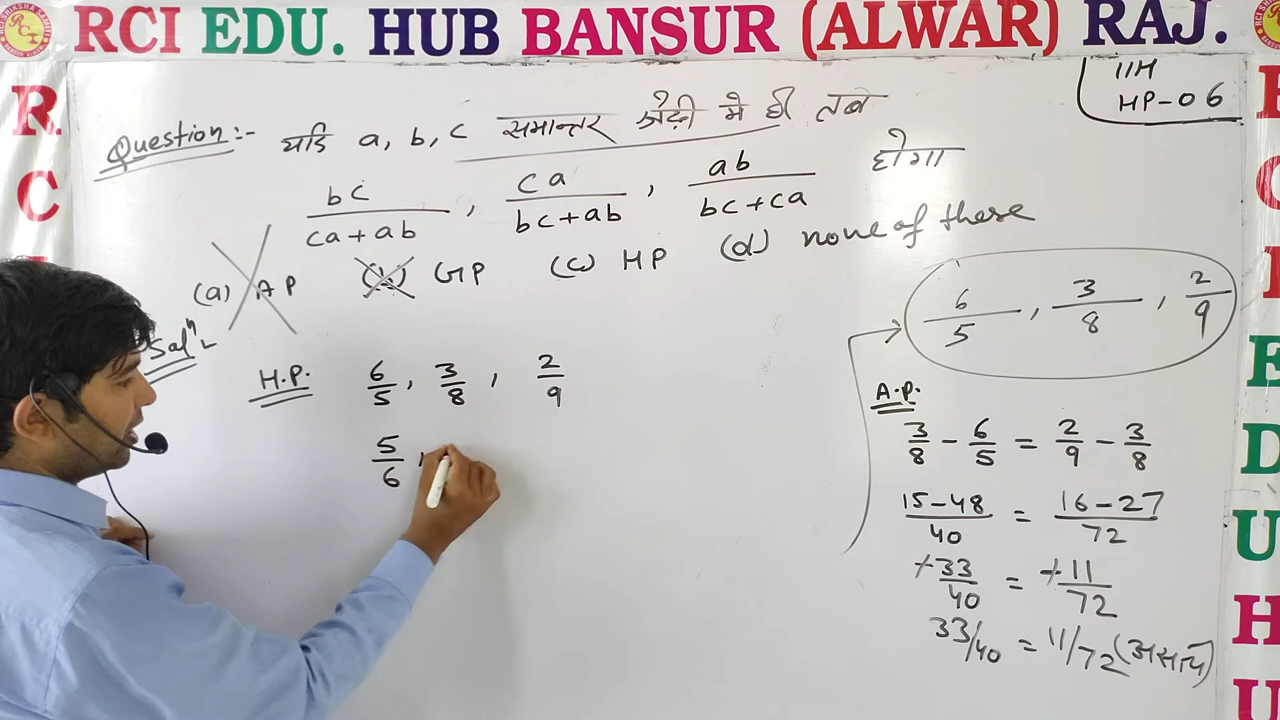 RCI EDU. HUB BANSUR (ALWAR) RAJ.
R
C
I
11H
HP-06
Question:- यदि a, b, c समान्तर श्रेढ़ी मे हो तब
bc/(ca+ab), ca/(bc+ab), ab/(bc+ca) होगा
(a) AP (b) GP (c) HP (d) none of these
Solⁿ-
H.P. 6/5, 3/8, 2/9
5/6,
6/5, 3/8, 2/9
A.P.
3/8 - 6/5 = 2/9 - 3/8
15-48/40 = 16-27/72
+33/40 = +11/72
33/40 = 11/72 (असत्य)
E
D
U
H
U